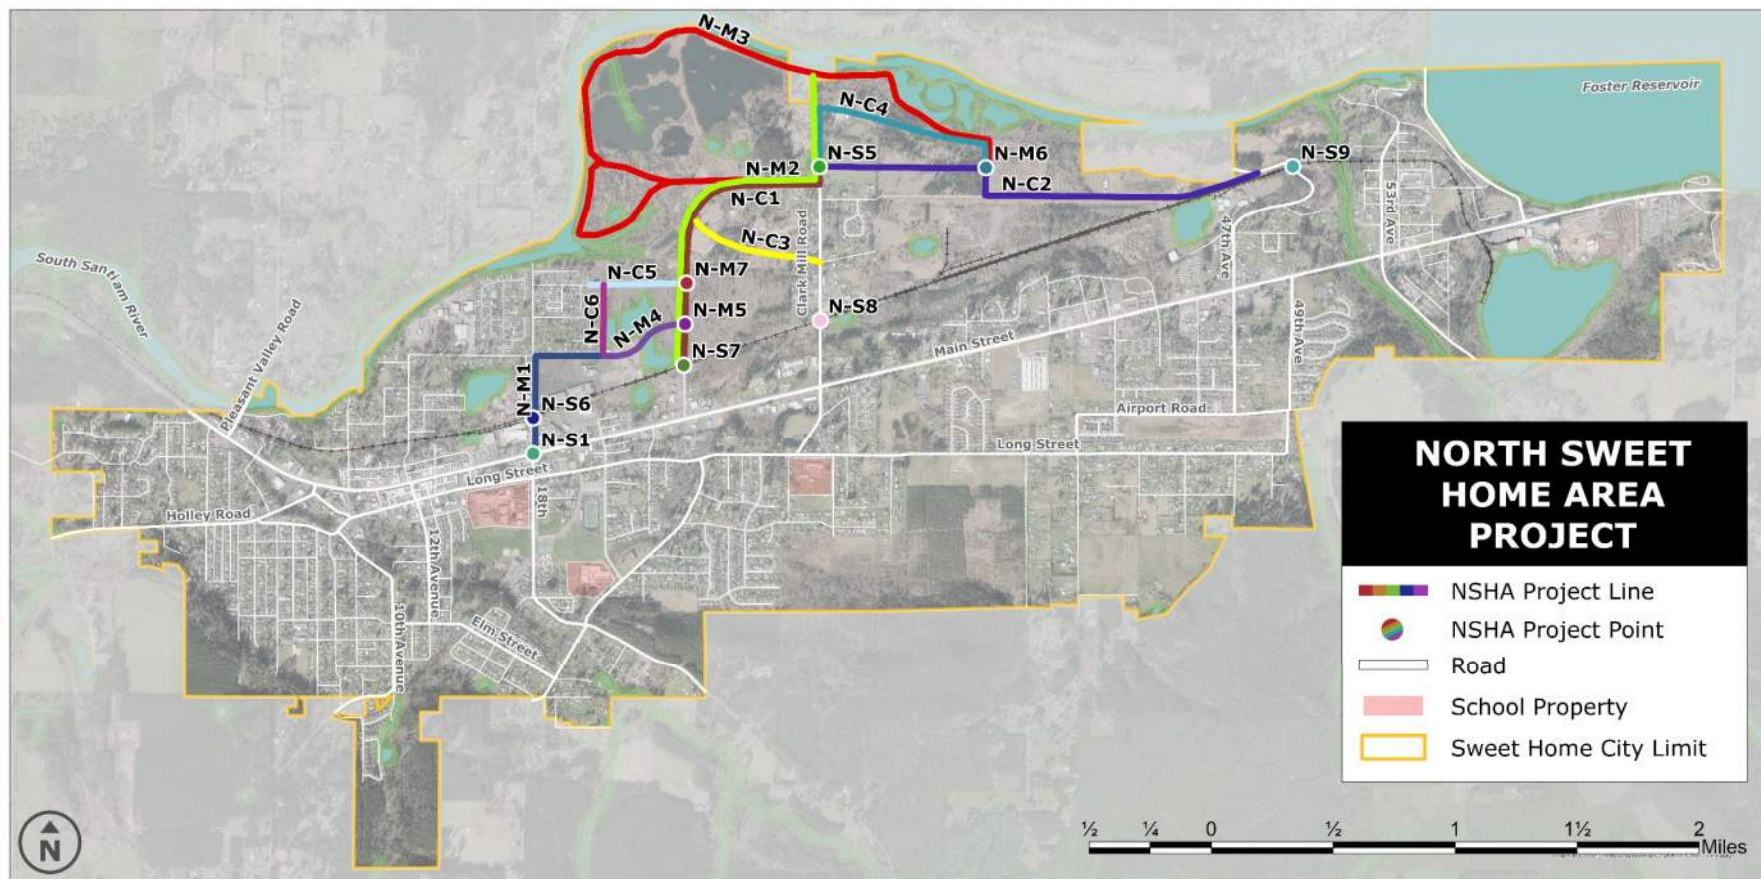 N-M3
Foster Reservoir
N-C4
N-M2
N-S5
N-M6
N-S9
N-C1
N-C2
N-C3
Clark Mill Road
53rd Ave
47th Ave
South Santiam River
N-C5
N-M7
N-C6
N-M4
N-M5
N-S8
Pleasant Valley Road
49th Ave
N-S7
Main Street
N-M1
N-S6
Airport Road
N-S1
Long Street
Long Street
18th
Holley Road
12th Avenue
10th Avenue
Elm Street
NORTH SWEET
HOME AREA
PROJECT
NSHA Project Line
NSHA Project Point
Road
School Property
Sweet Home City Limit
N
½ ¼ 0 ½ 1 1½ 2
Miles